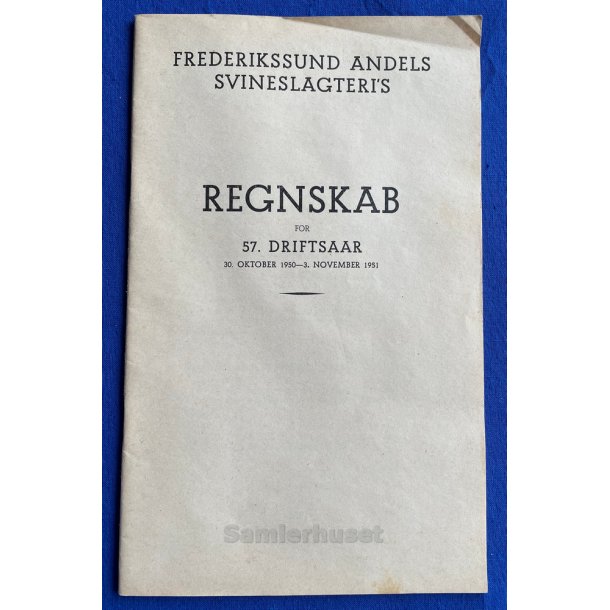 FREDERIKSSUND ANDELS
SVINESLAGTERI'S
REGNSKAB
FOR
57. DRIFTSAAR
30. OKTOBER 1950—3. NOVEMBER 1951
Samlerhuset